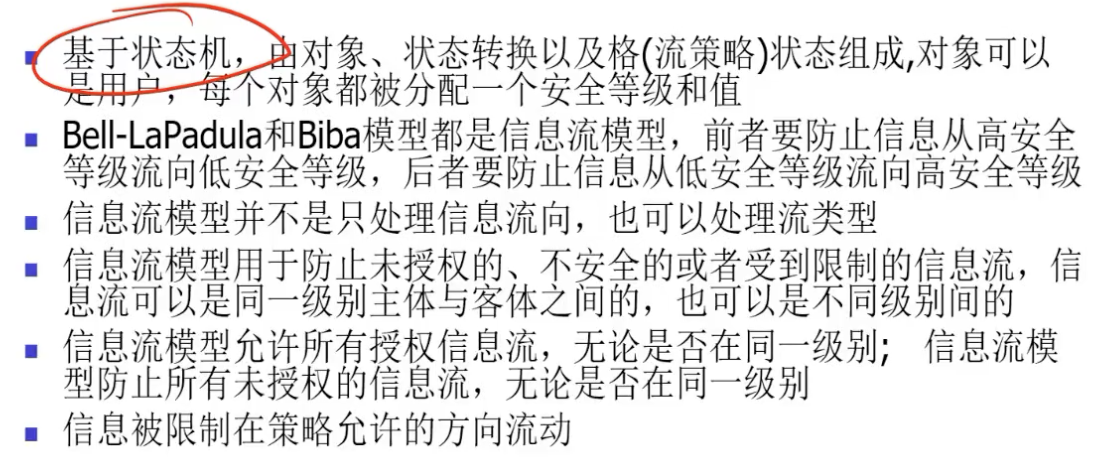 基于状态机，由对象、状态转换以及格(流策略)状态组成,对象可以
是用户，每个对象都被分配一个安全等级和值
Bell-LaPadula和Biba模型都是信息流模型，前者要防止信息从高安全
等级流向低安全等级，后者要防止信息从低安全等级流向高安全等级
信息流模型并不是只处理信息流向，也可以处理流类型
信息流模型用于防止未授权的、不安全的或者受到限制的信息流，信
息流可以是同一级别主体与客体之间的，也可以是不同级别间的
信息流模型允许所有授权信息流，无论是否在同一级别； 信息流模
型防止所有未授权的信息流，无论是否在同一级别
信息被限制在策略允许的方向流动